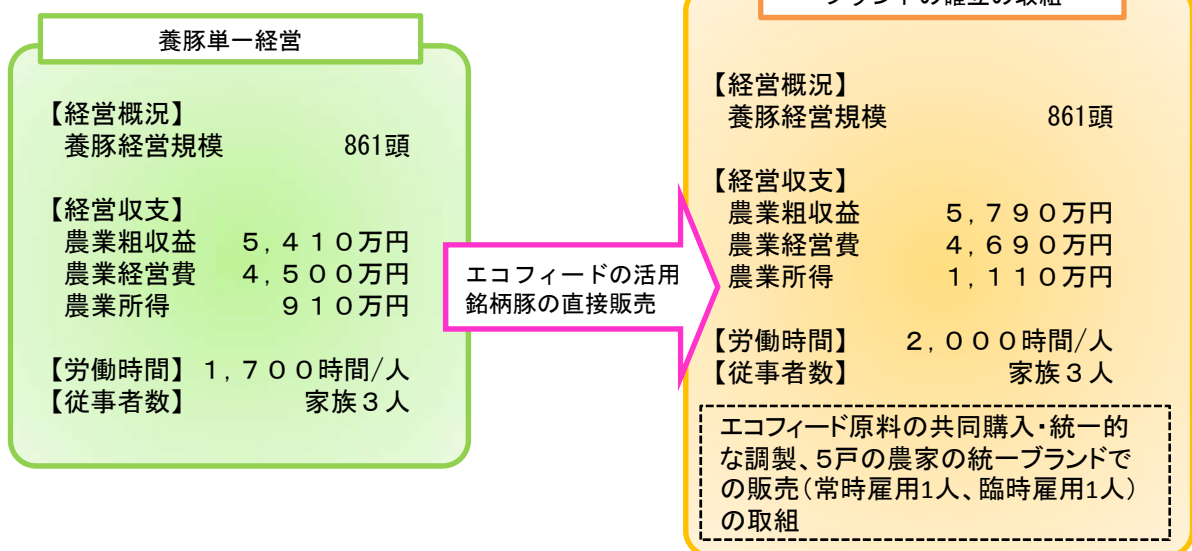 養豚単一経営
【経営概況】
養豚経営規模 861頭
【経営収支】
農業粗収益 5,410万円
農業経営費 4,500万円
農業所得 910万円
【労働時間】1,700時間/人
【従事者数】 家族3人
エコフィードの活用
銘柄豚の直接販売
ブランドの確立の取組
【経営概況】
養豚経営規模 861頭
【経営収支】
農業粗収益 5,790万円
農業経営費 4,690万円
農業所得 1,110万円
【労働時間】 2,000時間/人
【従事者数】 家族3人
エコフィード原料の共同購入・統一的
な調製、5戸の農家の統一ブランドで
の販売(常時雇用1人、臨時雇用1人)
の取組